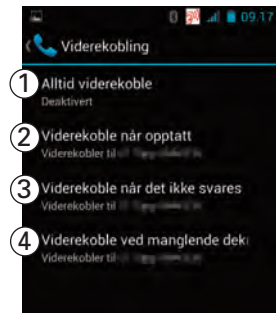 09.17
Viderekobling
1 Alltid viderekoble
Deaktivert
2 Viderekoble når opptatt
Viderekobler til
3 Viderekoble når det ikke svares
Viderekobler til
4 Viderekoble ved manglende dek
Viderekobler til